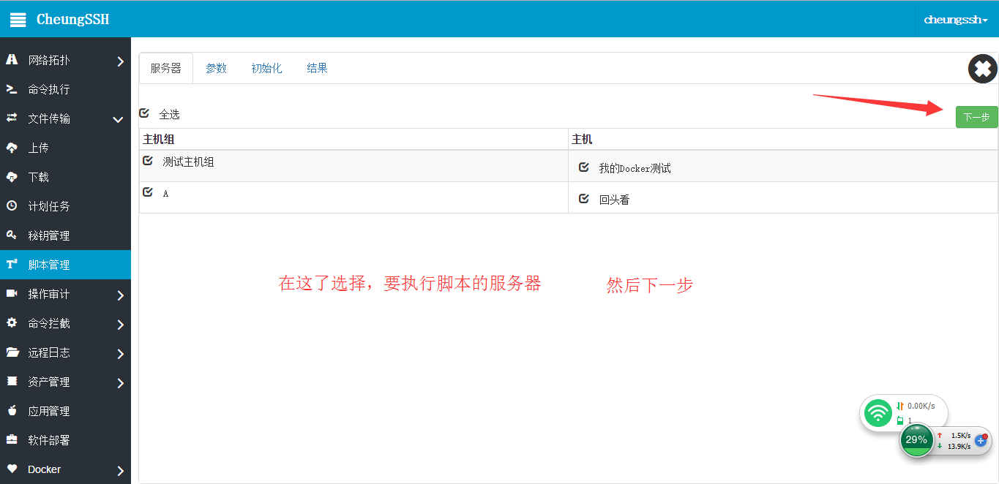 CheungSSH
cheungssh
网络拓扑
命令执行
文件传输
上传
下载
计划任务
秘钥管理
脚本管理
操作审计
命令拦截
远程日志
资产管理
应用管理
软件部署
Docker
服务器 参数 初始化 结果
全选
下一步
主机组 主机
测试主机组 我的Docker测试
A 回头看
在这了选择，要执行脚本的服务器 然后下一步
0.00K/s
1
29%
1.5K/s
13.9K/s